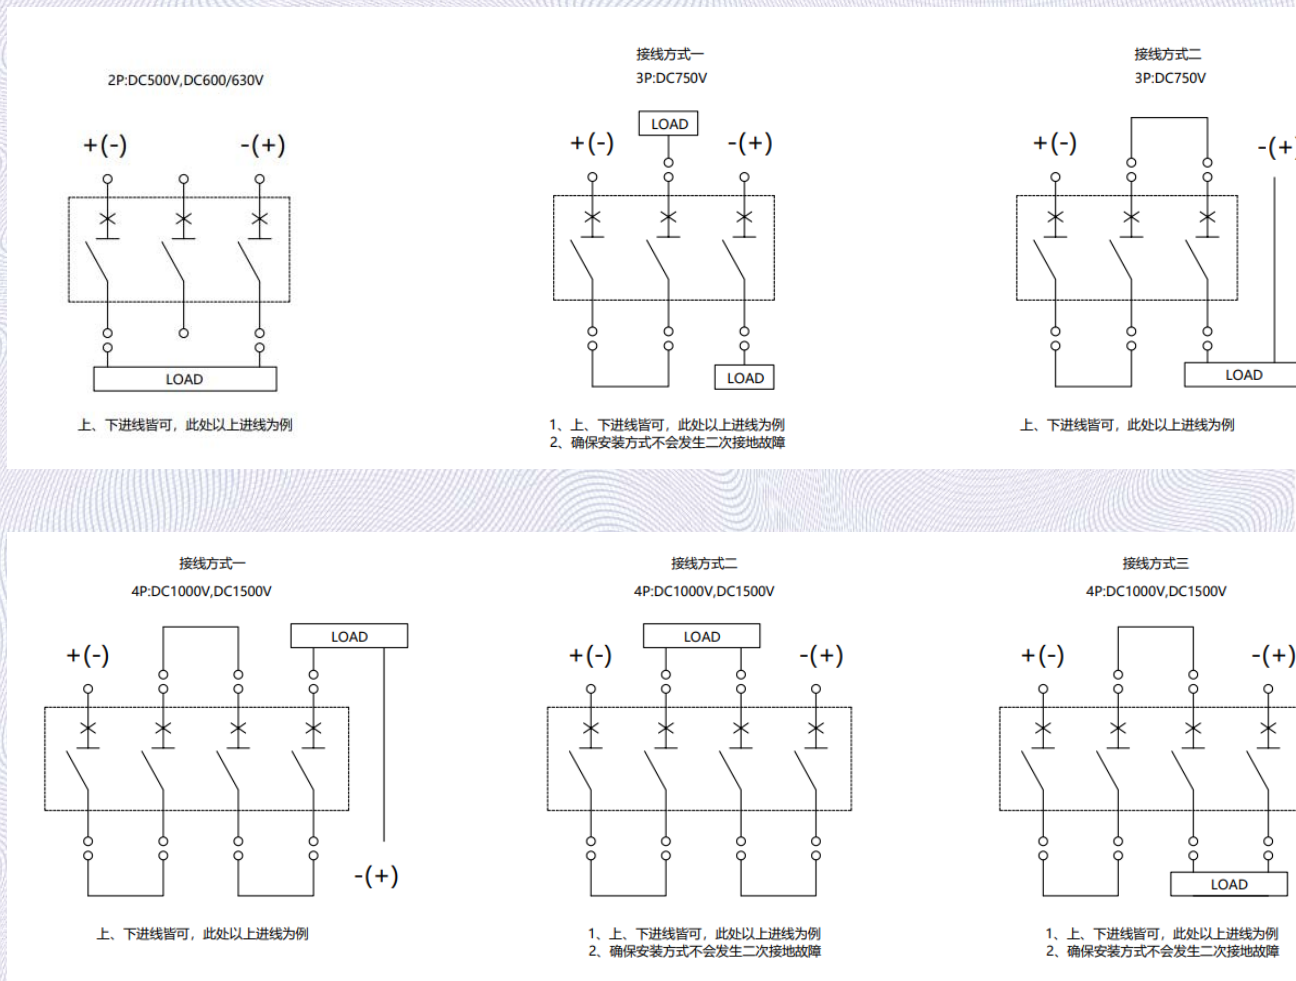 2P:DC500V,DC600/630V
+(-)
-(+)
LOAD
上、下进线皆可，此处以上进线为例
接线方式一
3P:DC750V
LOAD
+(-)
-(+)
LOAD
1、上、下进线皆可，此处以上进线为例
2、确保安装方式不会发生二次接地故障
接线方式二
3P:DC750V
+(-)
-(+)
LOAD
上、下进线皆可，此处以上进线为例
接线方式一
4P:DC1000V,DC1500V
LOAD
+(-)
-(+)
上、下进线皆可，此处以上进线为例
接线方式二
4P:DC1000V,DC1500V
LOAD
+(-)
-(+)
1、上、下进线皆可，此处以上进线为例
2、确保安装方式不会发生二次接地故障
接线方式三
4P:DC1000V,DC1500V
+(-)
-(+)
LOAD
1、上、下进线皆可，此处以上进线为例
2、确保安装方式不会发生二次接地故障